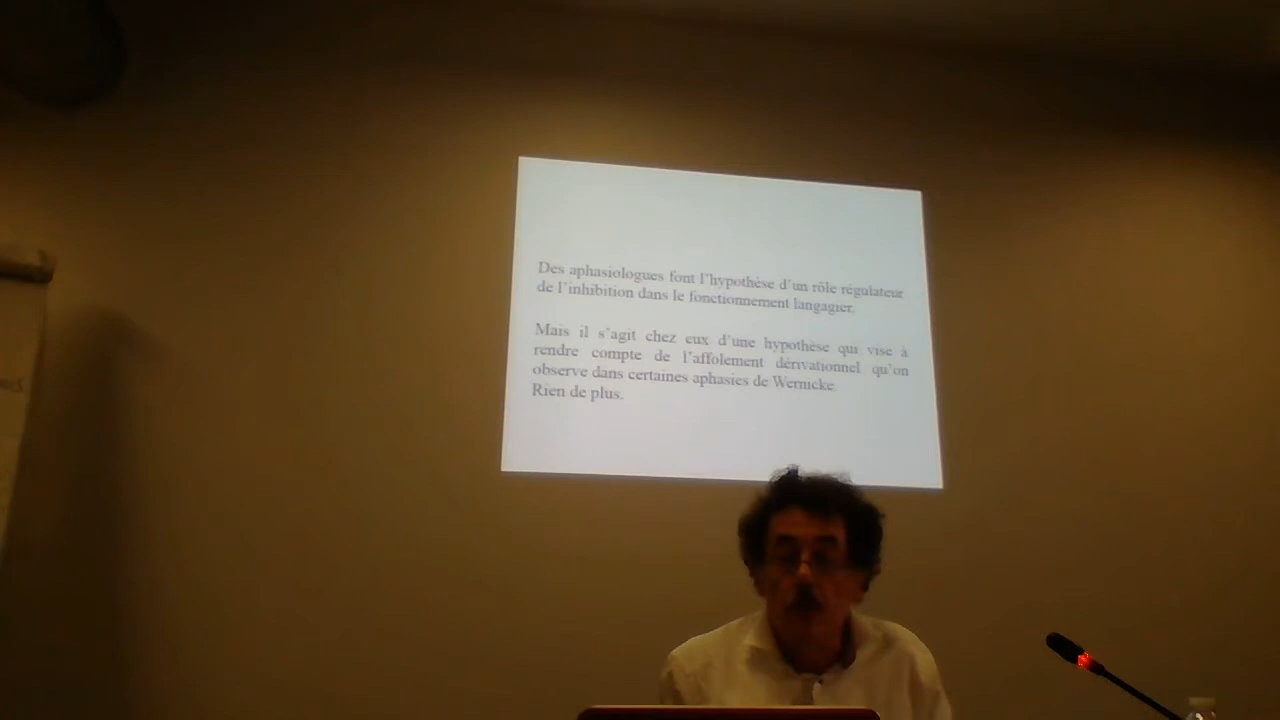 Des aphasiologues font l'hypothèse d'un rôle régulateur
de l'inhibition dans le fonctionnement langagier.
Mais il s'agit chez eux d'une hypothèse qui vise à
rendre compte de l'affolement dérivationnel qu'on
observe dans certaines aphasies de Wernicke.
Rien de plus.